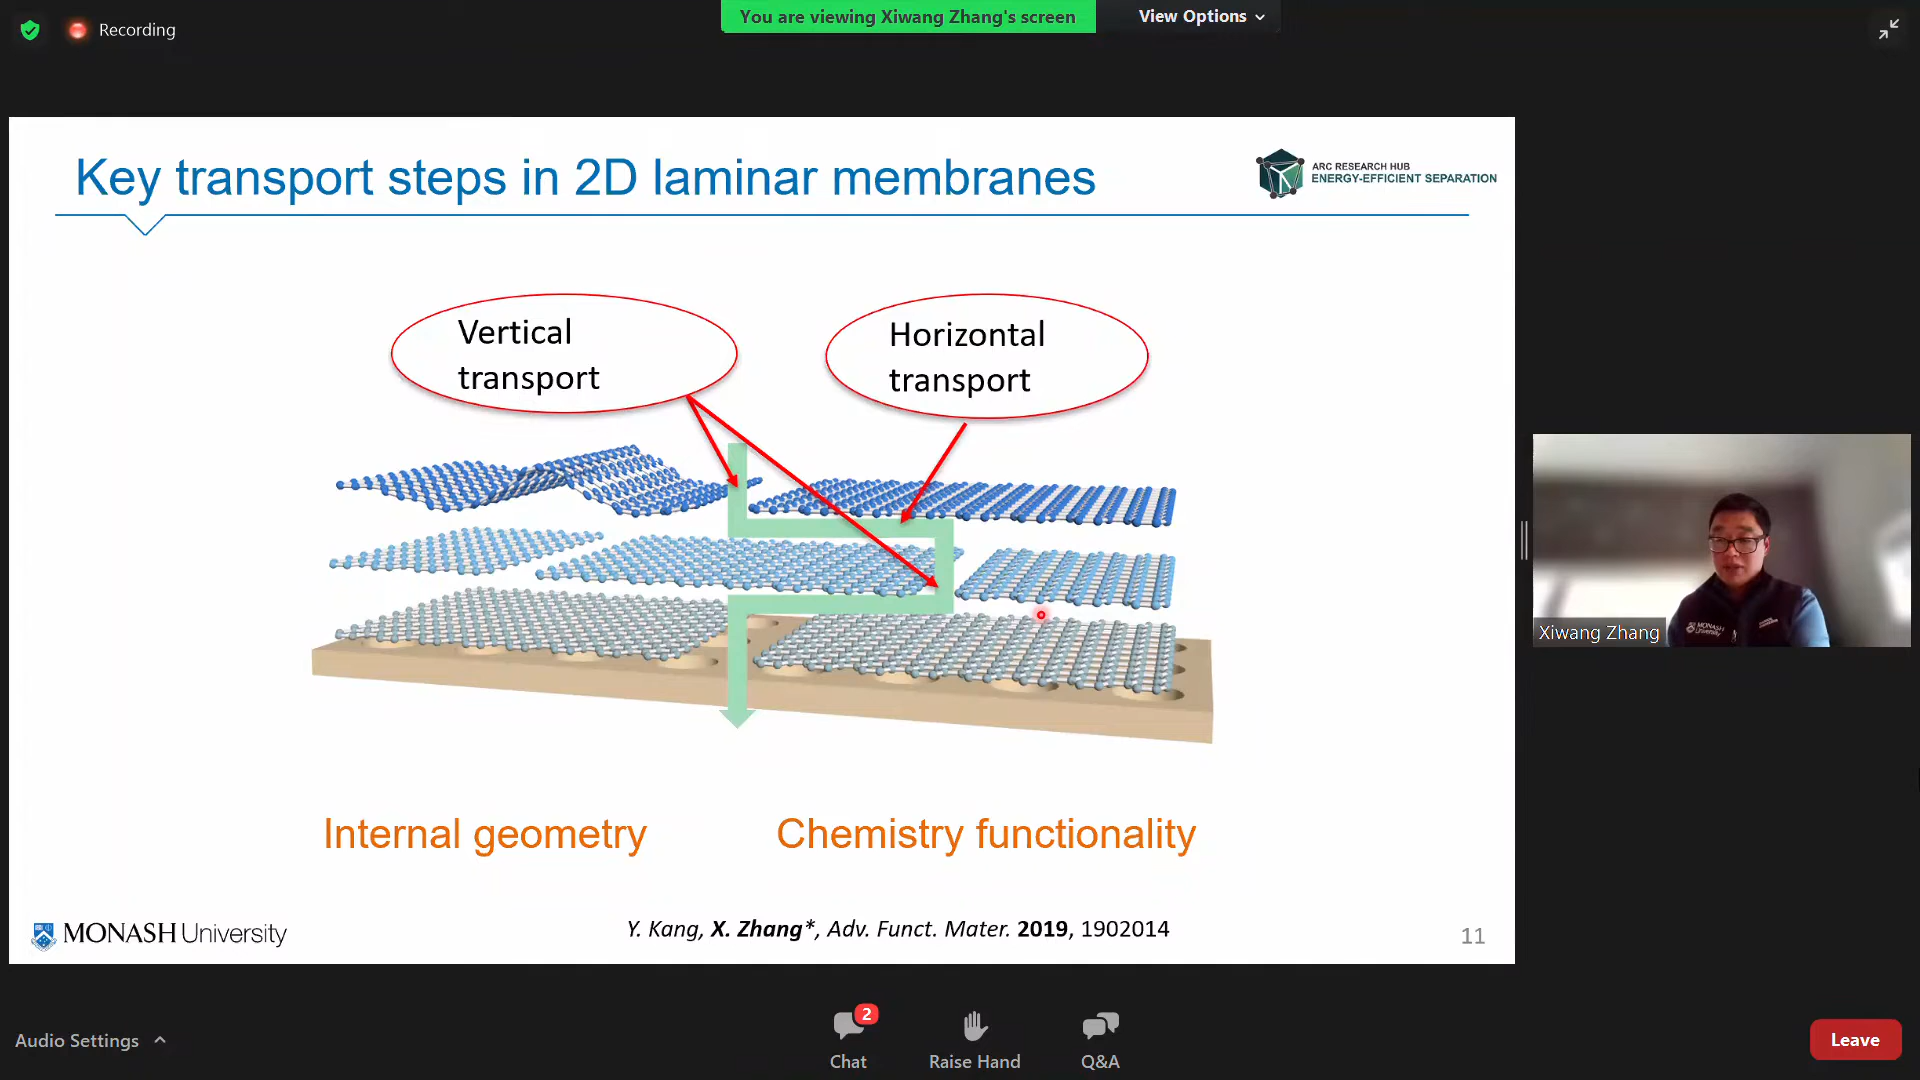 You are viewing Xiwang Zhang's screen
View Options
Recording
Key transport steps in 2D laminar membranes
ARC RESEARCH HUB
ENERGY-EFFICIENT SEPARATION
Vertical
transport
Horizontal
transport
Internal geometry
Chemistry functionality
MONASH University
Y. Kang, X. Zhang*, Adv. Funct. Mater. 2019, 1902014
11
MONASH
University
Xiwang Zhang
Audio Settings
2
Chat
Raise Hand
Q&A
Leave